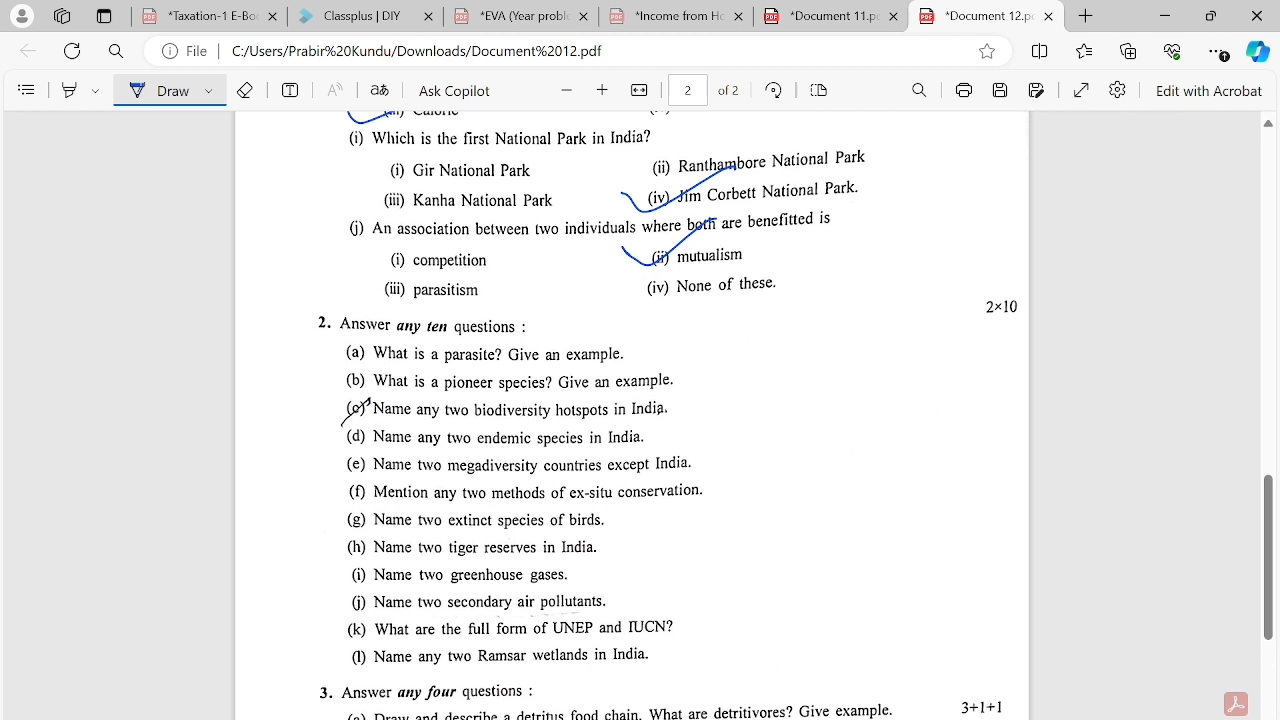 *Taxation-1 E-Bo
Classplus | DIY
*EVA (Year proble
*Income from Ho
*Document 11.pd
*Document 12.pd
File C:/Users/Prabir%20Kundu/Downloads/Document%2012.pdf
Draw
Ask Copilot
2 of 2
Edit with Acrobat
Calorie
(i) Which is the first National Park in India?
(i) Gir National Park (ii) Ranthambore National Park
(iii) Kanha National Park (iv) Jim Corbett National Park.
(j) An association between two individuals where both are benefitted is
(i) competition (ii) mutualism
(iii) parasitism (iv) None of these.
2. Answer any ten questions : 2×10
(a) What is a parasite? Give an example.
(b) What is a pioneer species? Give an example.
(c) Name any two biodiversity hotspots in India.
(d) Name any two endemic species in India.
(e) Name two megadiversity countries except India.
(f) Mention any two methods of ex-situ conservation.
(g) Name two extinct species of birds.
(h) Name two tiger reserves in India.
(i) Name two greenhouse gases.
(j) Name two secondary air pollutants.
(k) What are the full form of UNEP and IUCN?
(l) Name any two Ramsar wetlands in India.
3. Answer any four questions :
(a) Draw and describe a detritus food chain. What are detritivores? Give example. 3+1+1